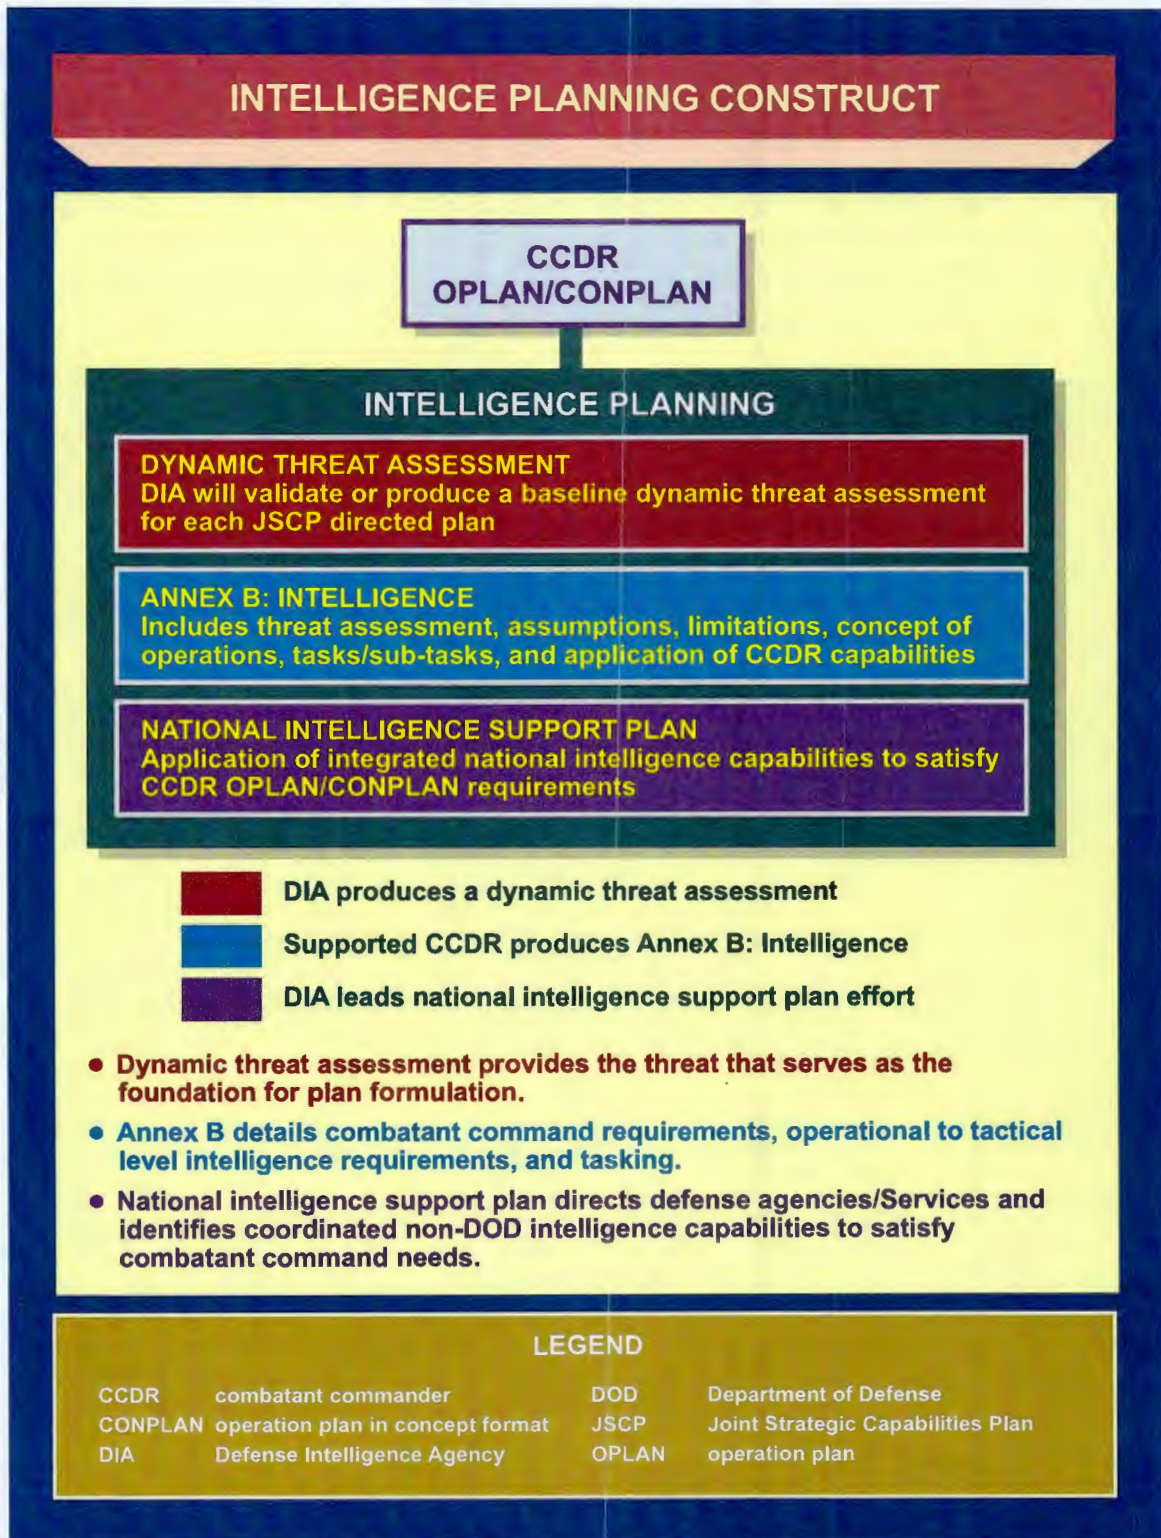 INTELLIGENCE PLANNING CONSTRUCT
CCDR
OPLAN/CONPLAN
INTELLIGENCE PLANNING
DYNAMIC THREAT ASSESSMENT
DIA will validate or produce a baseline dynamic threat assessment
for each JSCP directed plan
ANNEX B: INTELLIGENCE
Includes threat assessment, assumptions, limitations, concept of
operations, tasks/sub-tasks, and application of CCDR capabilities
NATIONAL INTELLIGENCE SUPPORT PLAN
Application of integrated national intelligence capabilities to satisfy
CCDR OPLAN/CONPLAN requirements
DIA produces a dynamic threat assessment
Supported CCDR produces Annex B: Intelligence
DIA leads national intelligence support plan effort
• Dynamic threat assessment provides the threat that serves as the
foundation for plan formulation.
• Annex B details combatant command requirements, operational to tactical
level intelligence requirements, and tasking.
• National intelligence support plan directs defense agencies/Services and
identifies coordinated non-DOD intelligence capabilities to satisfy
combatant command needs.
LEGEND
CCDR combatant commander DOD Department of Defense
CONPLAN operation plan in concept format JSCP Joint Strategic Capabilities Plan
DIA Defense Intelligence Agency OPLAN operation plan